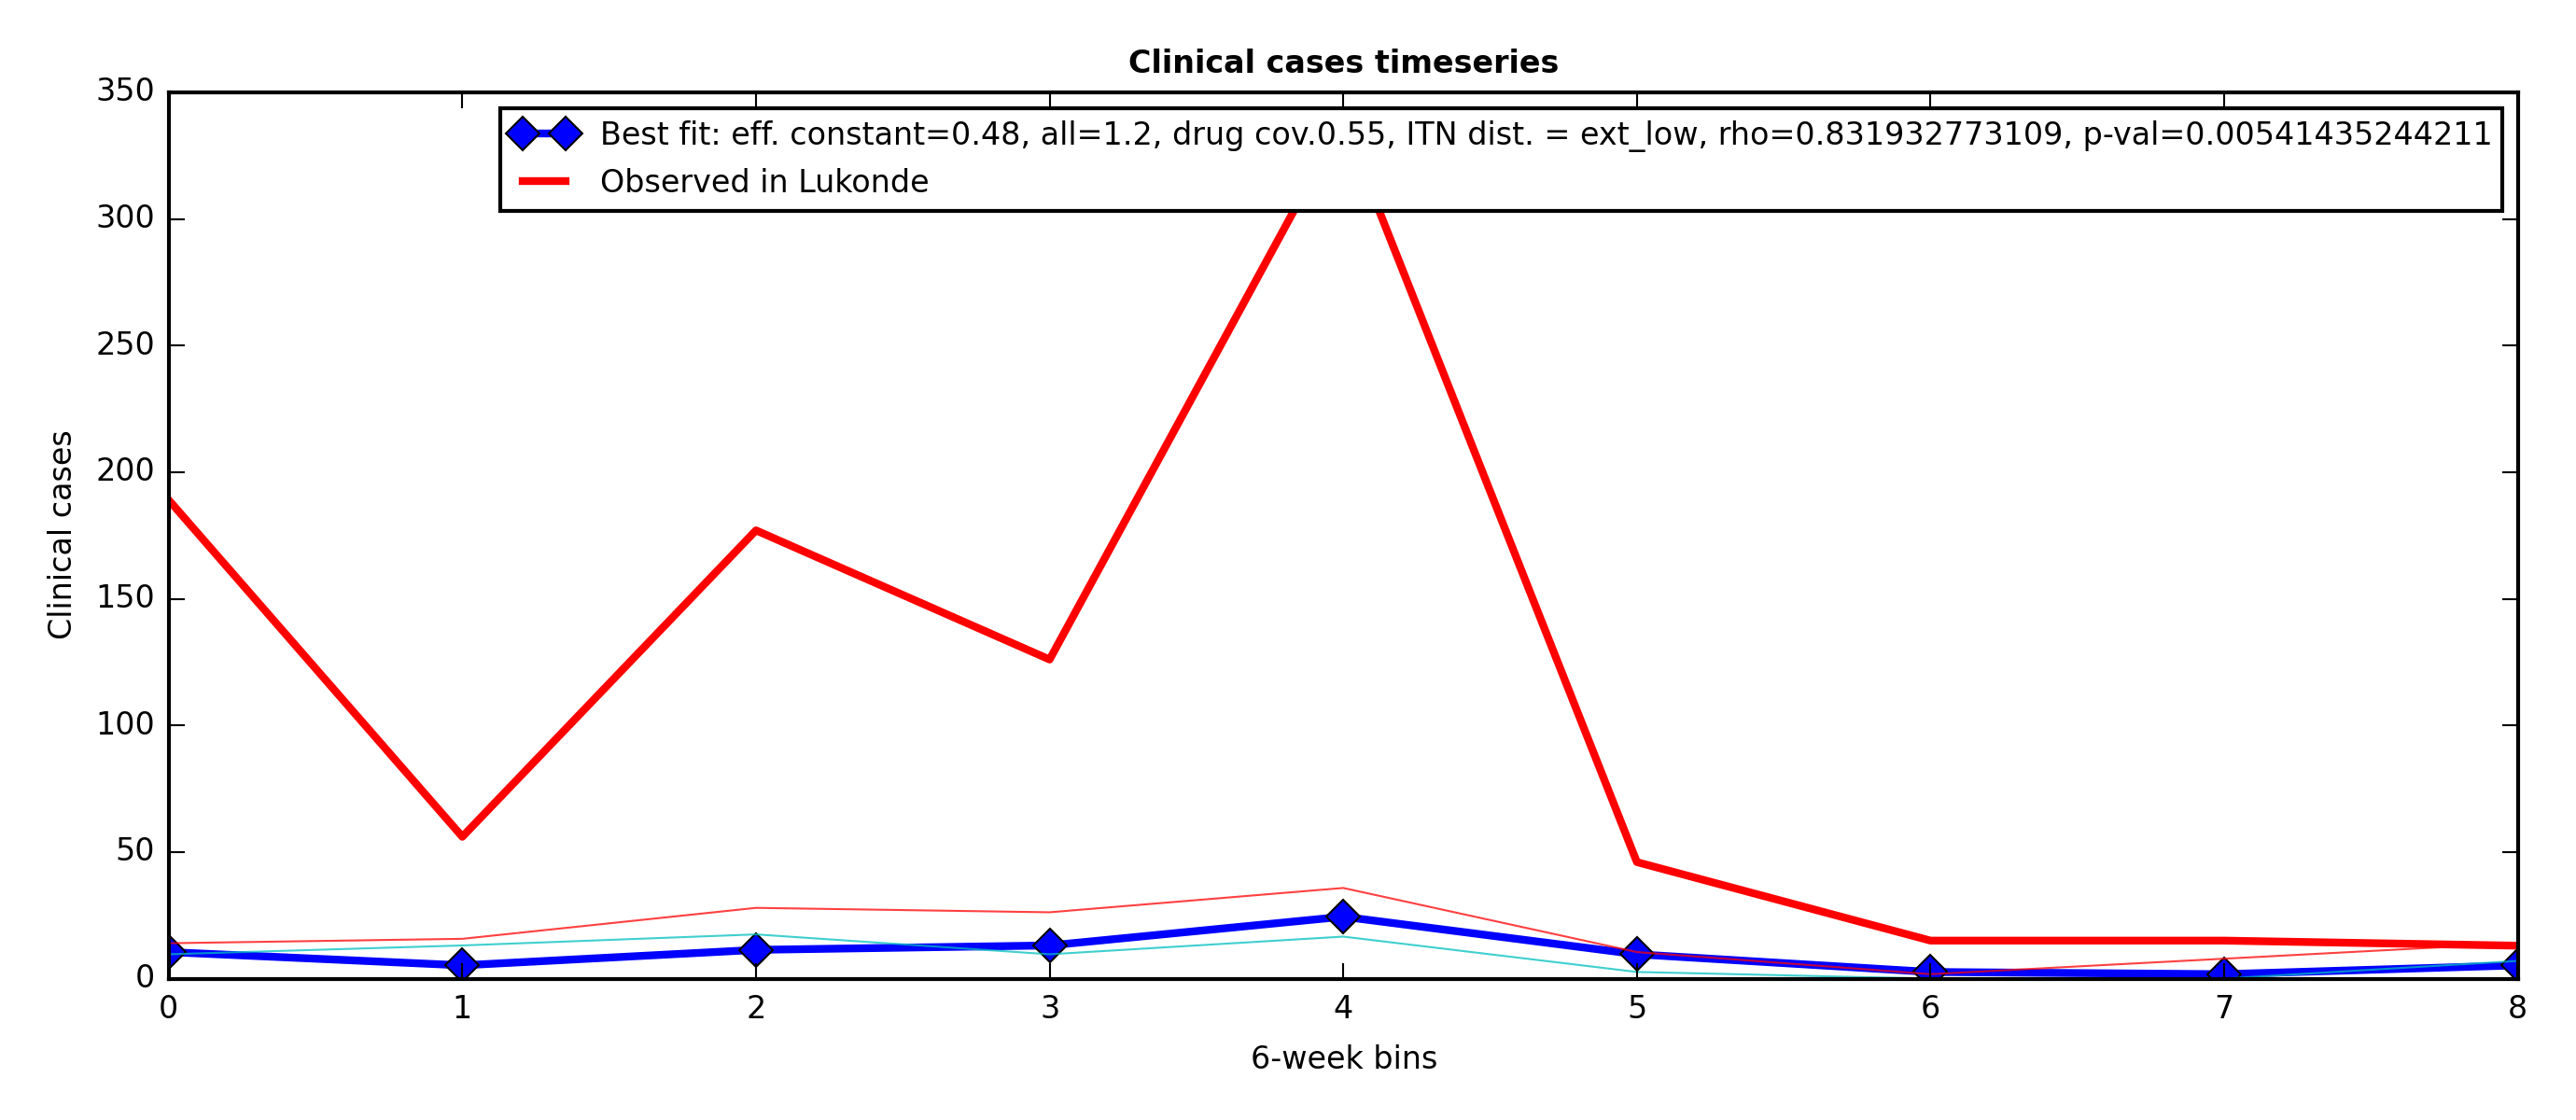 Clinical cases timeseries
350
300
250
200
150
100
50
0
Clinical cases
Best fit: eff. constant=0.48, all=1.2, drug cov.0.55, ITN dist. = ext_low, rho=0.831932773109, p-val=0.00541435244211
Observed in Lukonde
0 1 2 3 4 5 6 7 8
6-week bins